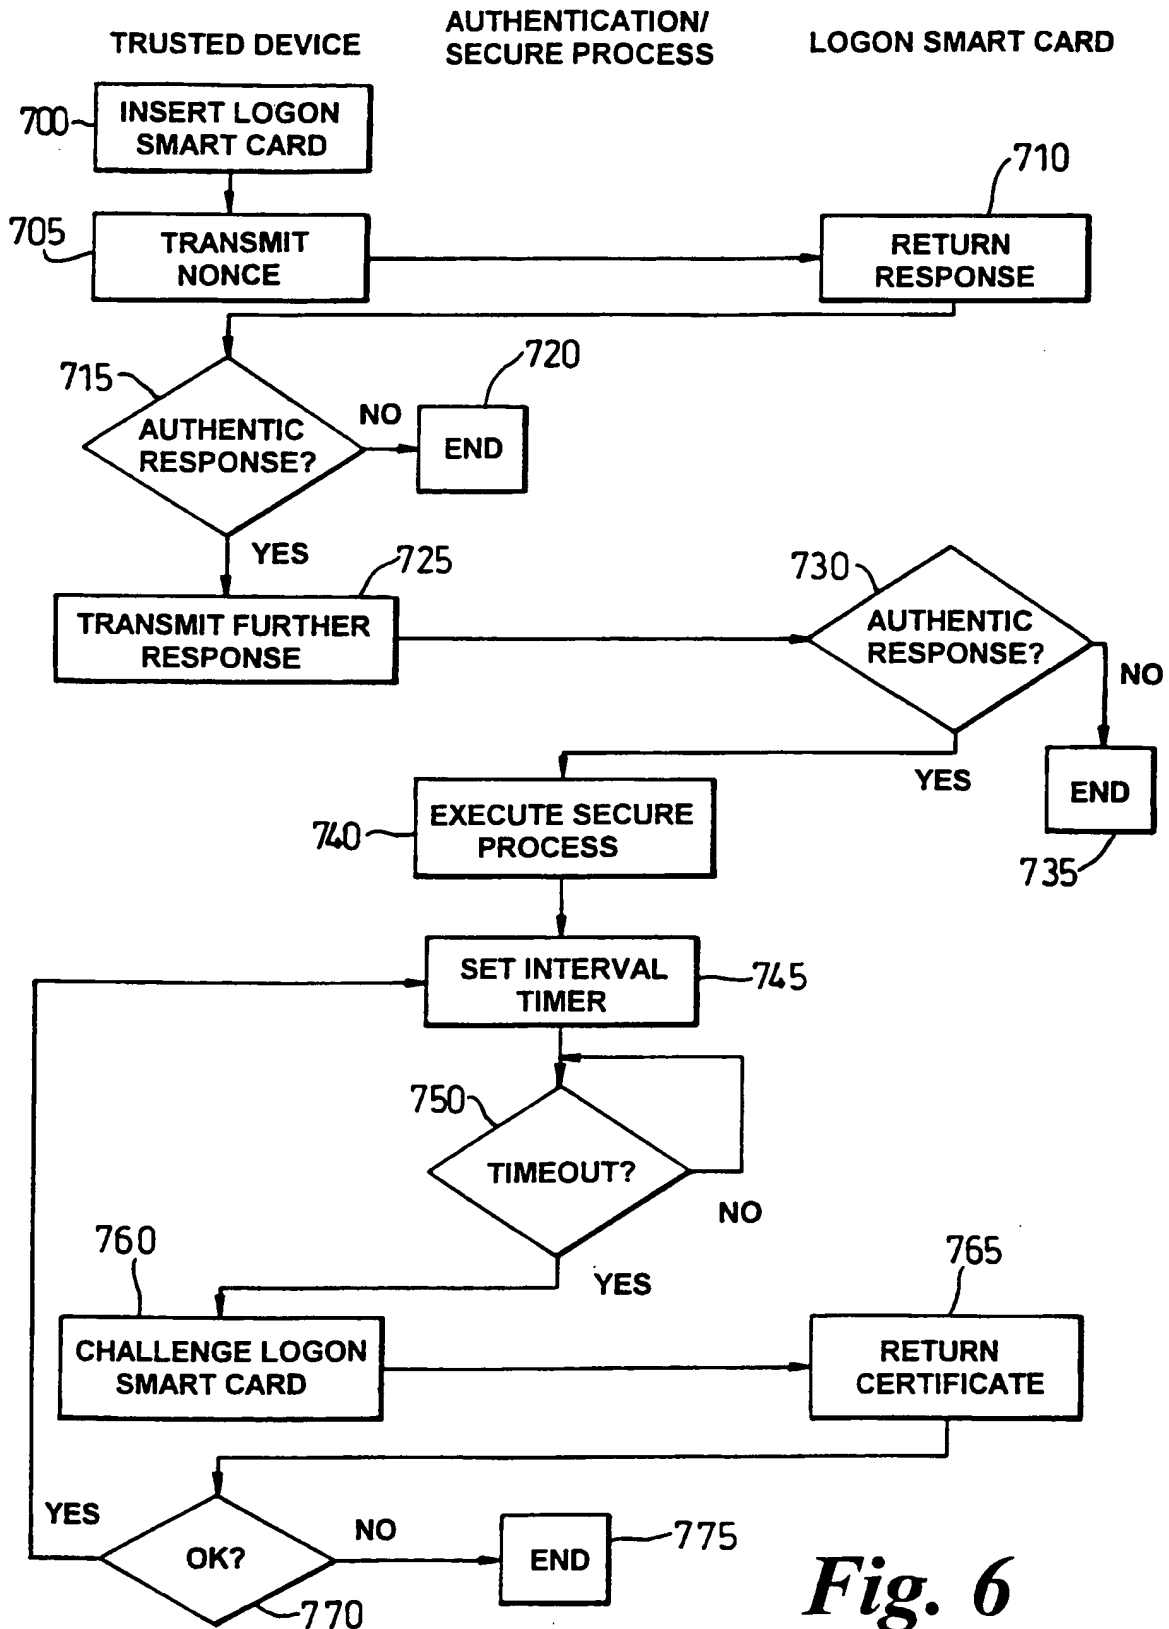 TRUSTED DEVICE
AUTHENTICATION/
SECURE PROCESS
LOGON SMART CARD
700
INSERT LOGON
SMART CARD
705
TRANSMIT
NONCE
710
RETURN
RESPONSE
715
AUTHENTIC
RESPONSE?
NO
720
END
YES
725
TRANSMIT FURTHER
RESPONSE
730
AUTHENTIC
RESPONSE?
NO
YES
END
735
740
EXECUTE SECURE
PROCESS
SET INTERVAL
TIMER
745
750
TIMEOUT?
NO
YES
760
CHALLENGE LOGON
SMART CARD
765
RETURN
CERTIFICATE
YES
OK?
770
NO
END
775
Fig. 6